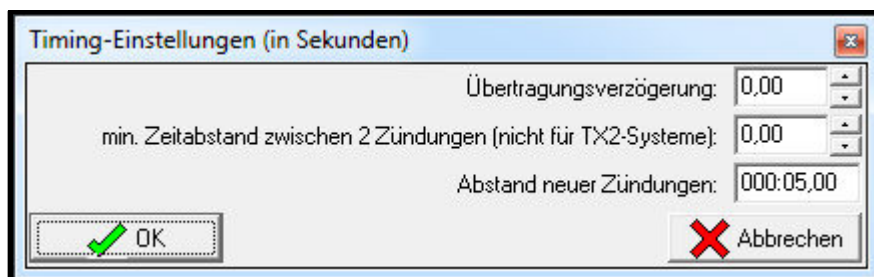 Timing-Einstellungen (in Sekunden)
Übertragungsverzögerung: 0,00
min. Zeitabstand zwischen 2 Zündungen (nicht für TX2-Systeme): 0,00
Abstand neuer Zündungen: 000:05,00
OK Abbrechen